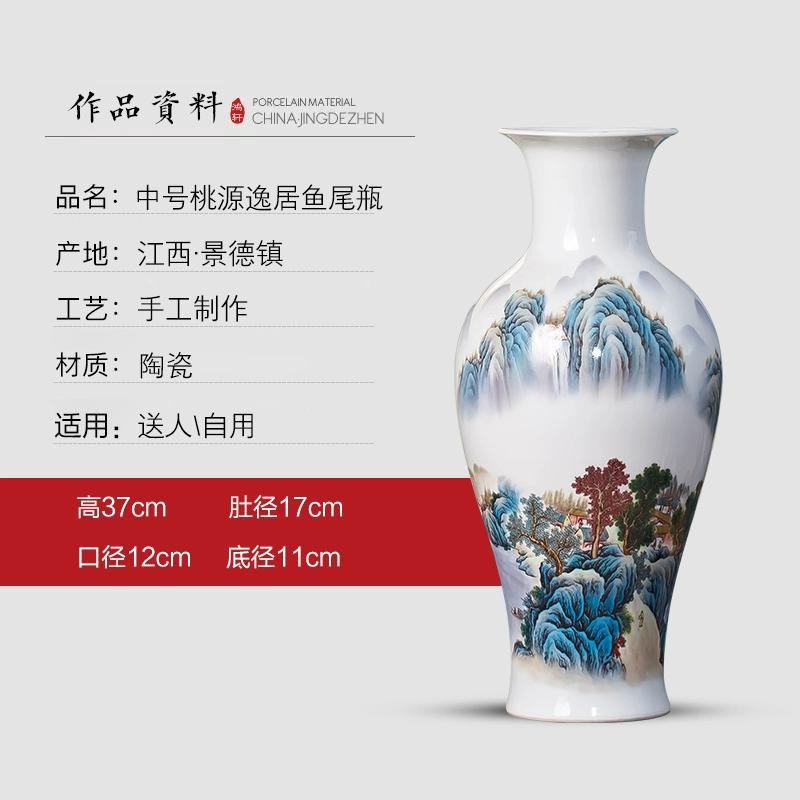 作品資料 鸿轩 PORCELAIN MATERIAL
CHINA·JINGDEZHEN
品名：中号桃源逸居鱼尾瓶
产地：江西·景德镇
工艺：手工制作
材质：陶瓷
适用：送人\自用
高37cm 肚径17cm
口径12cm 底径11cm